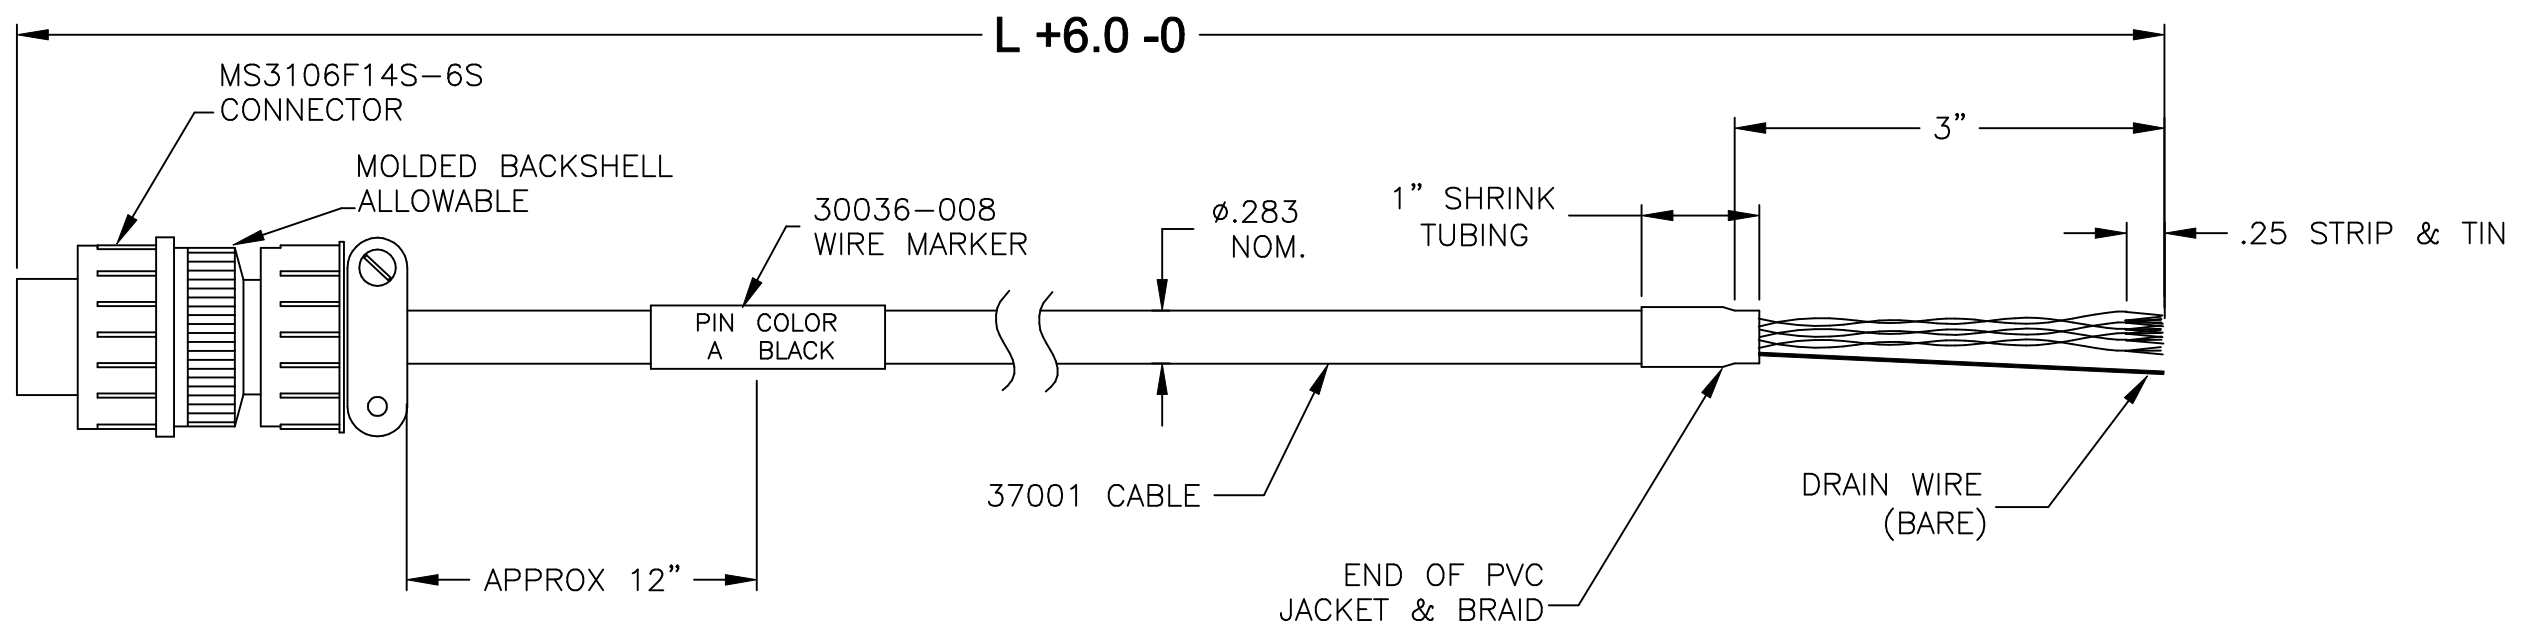 L +6.0 -0
MS3106F14S-6S
CONNECTOR
3"
MOLDED BACKSHELL
ALLOWABLE
30036-008
WIRE MARKER
ø.283
NOM.
1" SHRINK
TUBING
.25 STRIP & TIN
PIN COLOR
A BLACK
37001 CABLE
DRAIN WIRE
(BARE)
APPROX 12"
END OF PVC
JACKET & BRAID